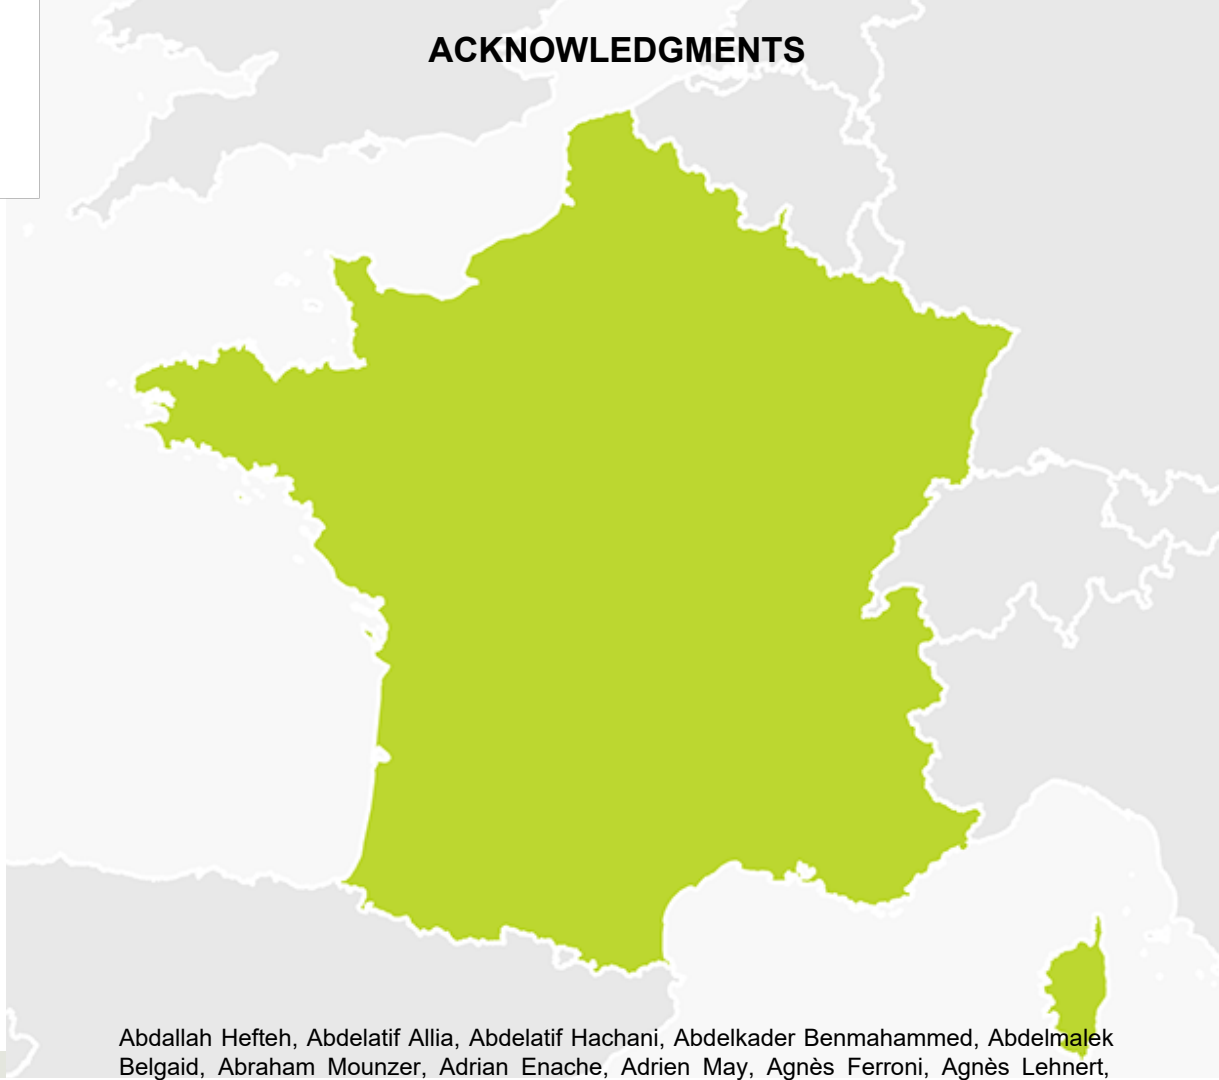 ACKNOWLEDGMENTS
Abdallah Hefteh, Abdelatif Allia, Abdelatif Hachani, Abdelkader Benmahammed, Abdelmalek
Belgaid, Abraham Mounzer, Adrian Enache, Adrien May, Agnès Ferroni, Agnès Lehnert,